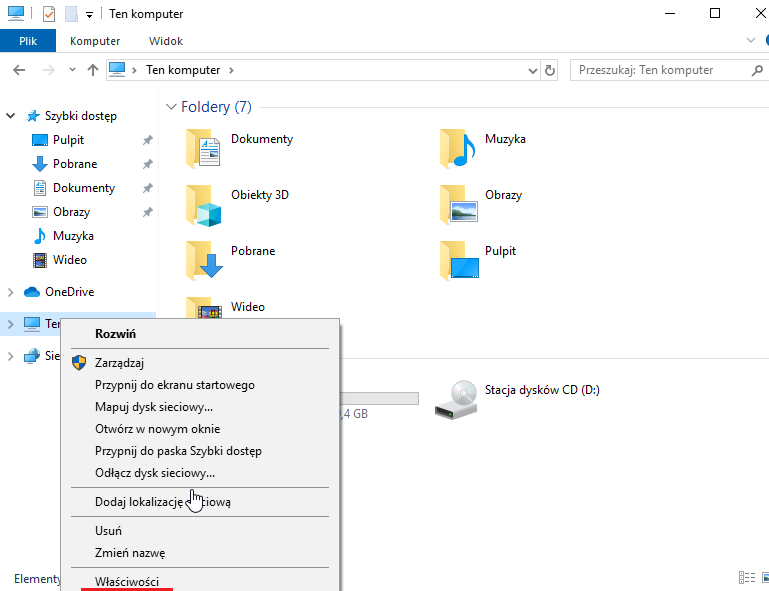 Ten komputer
Plik Komputer Widok
Ten komputer
Przeszukaj: Ten komputer
Szybki dostęp
Pulpit
Pobrane
Dokumenty
Obrazy
Muzyka
Wideo
OneDrive
Ten
Sie
Foldery (7)
Dokumenty
Muzyka
Obiekty 3D
Obrazy
Pobrane
Pulpit
Wideo
,4 GB
Stacja dysków CD (D:)
Rozwiń
Zarządzaj
Przypnij do ekranu startowego
Mapuj dysk sieciowy...
Otwórz w nowym oknie
Przypnij do paska Szybki dostęp
Odłącz dysk sieciowy...
Dodaj lokalizację sieciową
Usuń
Zmień nazwę
Właściwości
Elementy